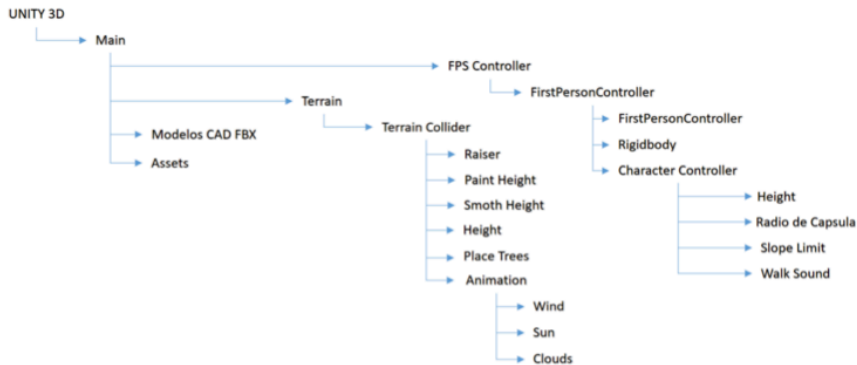 UNITY 3D
Main
FPS Controller
FirstPersonController
Terrain
FirstPersonController
Terrain Collider
Modelos CAD FBX
Rigidbody
Raiser
Assets
Character Controller
Paint Height
Height
Smoth Height
Radio de Capsula
Height
Slope Limit
Place Trees
Walk Sound
Animation
Wind
Sun
Clouds